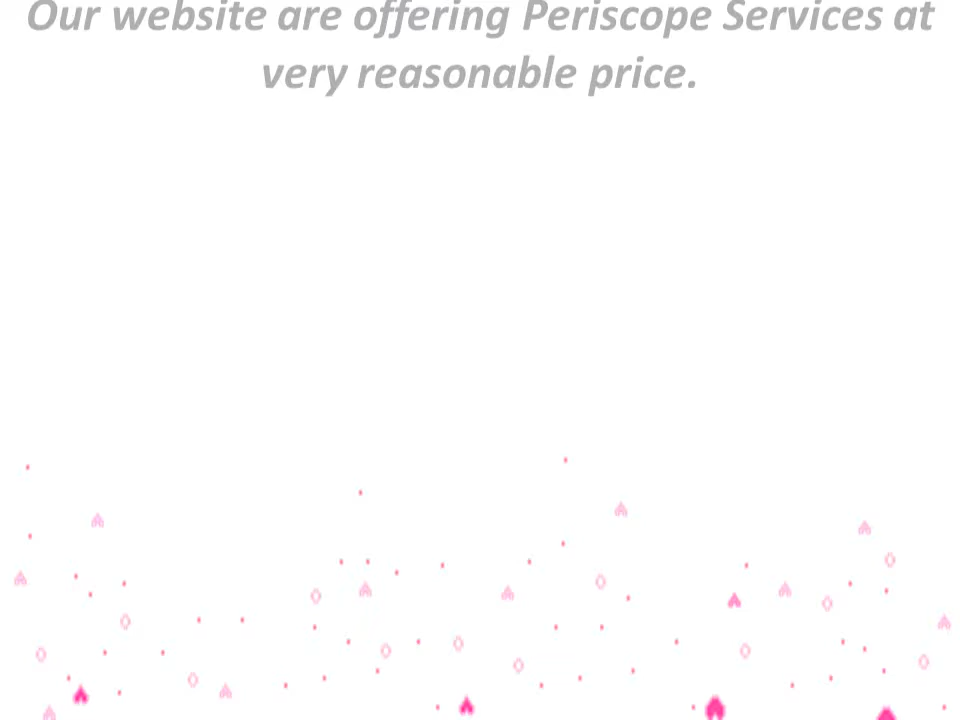 Our website are offering Periscope Services at
very reasonable price.